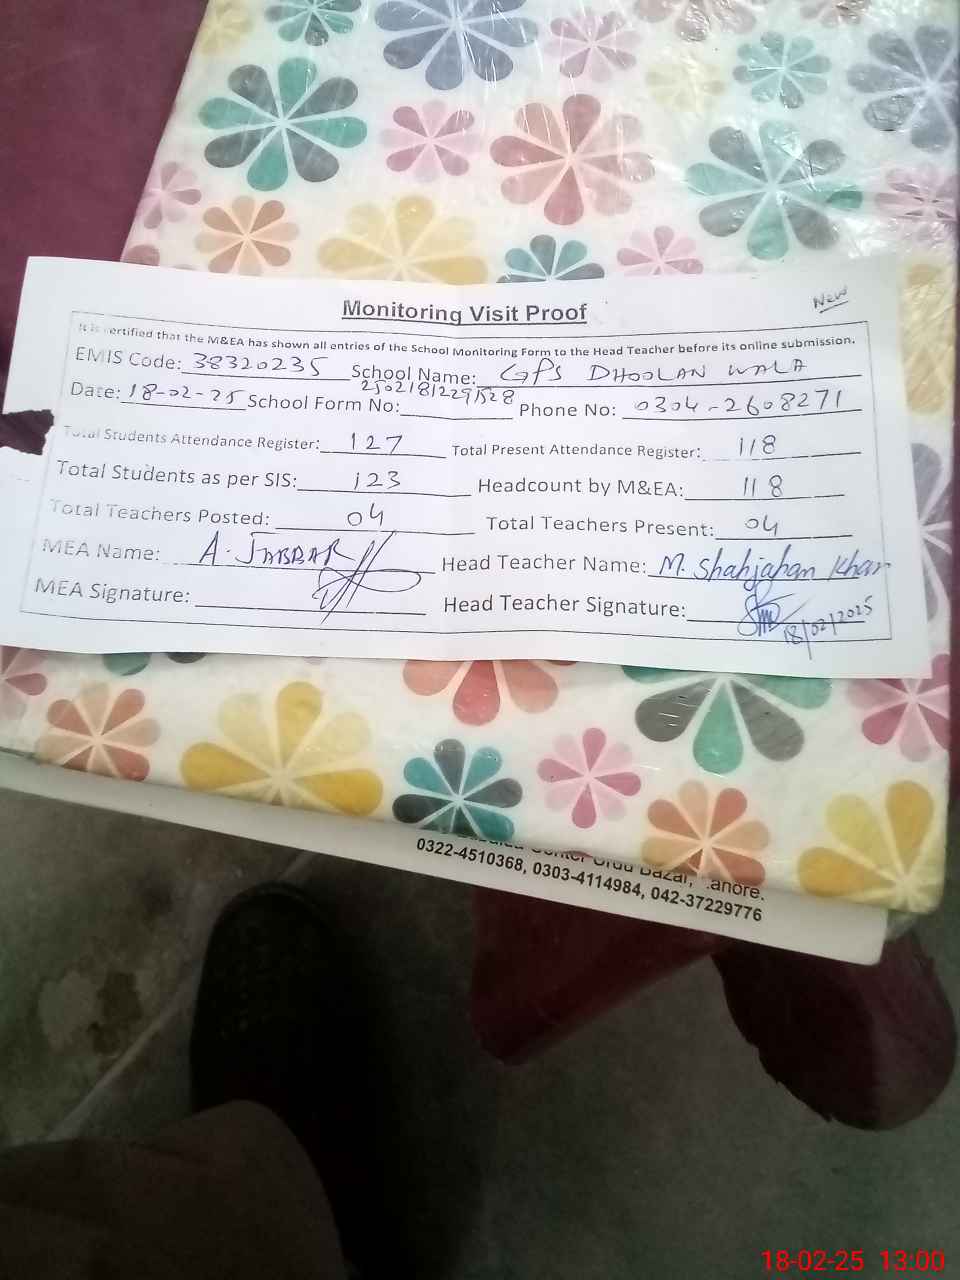 New
Monitoring Visit Proof
It is certified that the M&EA has shown all entries of the School Monitoring Form to the Head Teacher before its online submission.
EMIS Code: 38320235 School Name: GPS DHOOLAN WALA
Date: 18-02-25 School Form No: 25021812291528 Phone No: 0304-2608271
Total Students Attendance Register: 127 Total Present Attendance Register: 118
Total Students as per SIS: 123 Headcount by M&EA: 118
Total Teachers Posted: 04 Total Teachers Present: 04
MEA Name: A. JABBAR Head Teacher Name: M. Shahjahan Khan
MEA Signature: Head Teacher Signature: 18/02/2025
Center Urdu Bazar, Lahore.
0322-4510368, 0303-4114984, 042-37229776
18-02-25 13:00